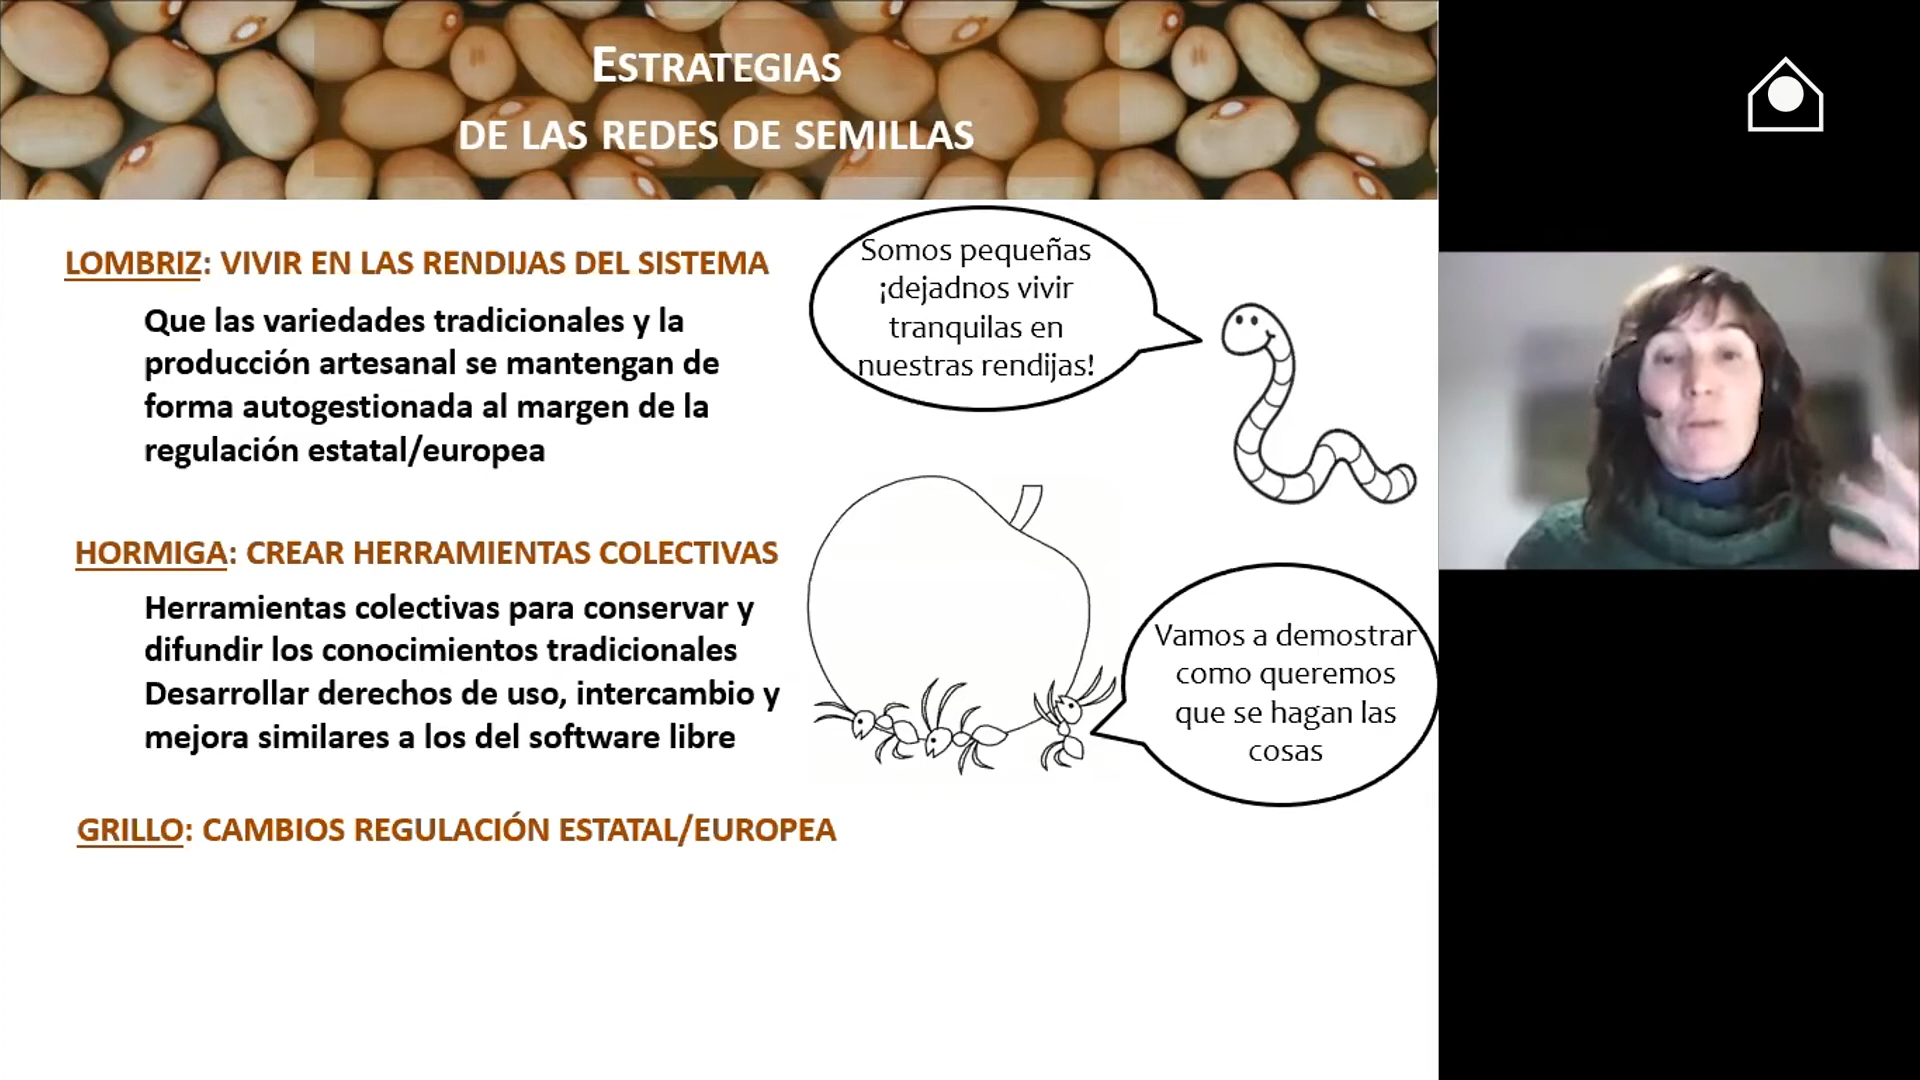 ESTRATEGIAS
DE LAS REDES DE SEMILLAS
LOMBRIZ: VIVIR EN LAS RENDIJAS DEL SISTEMA
Que las variedades tradicionales y la
producción artesanal se mantengan de
forma autogestionada al margen de la
regulación estatal/europea
Somos pequeñas
¡dejadnos vivir
tranquilas en
nuestras rendijas!
HORMIGA: CREAR HERRAMIENTAS COLECTIVAS
Herramientas colectivas para conservar y
difundir los conocimientos tradicionales
Desarrollar derechos de uso, intercambio y
mejora similares a los del software libre
Vamos a demostrar
como queremos
que se hagan las
cosas
GRILLO: CAMBIOS REGULACIÓN ESTATAL/EUROPEA